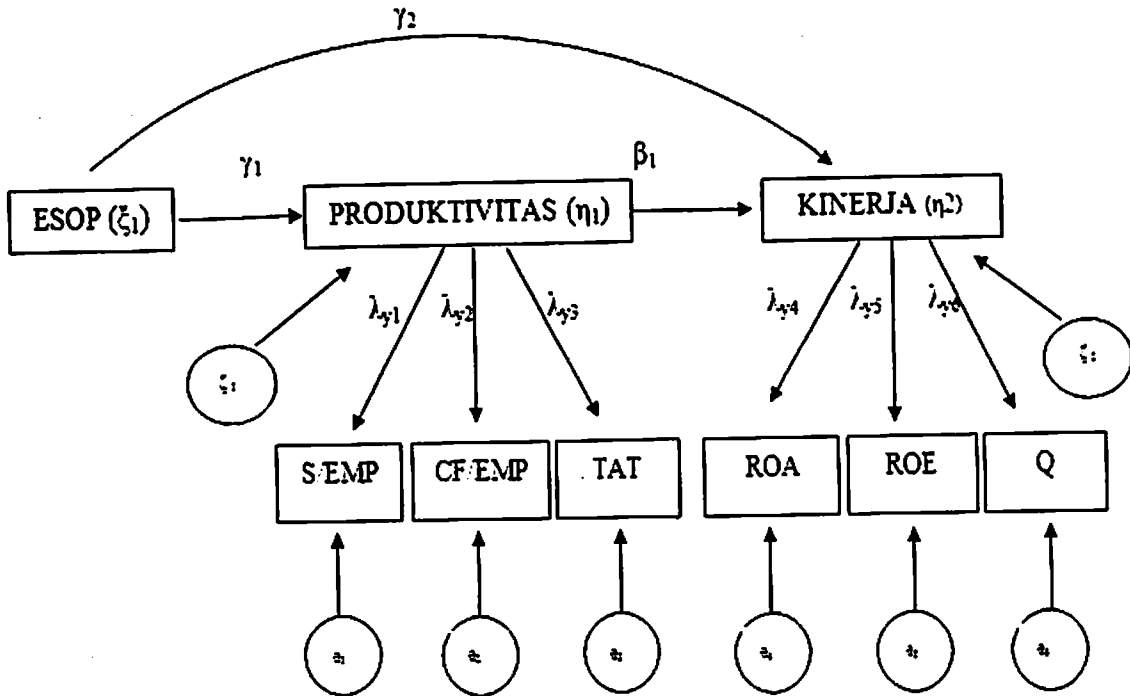 γ2
γ1
β1
ESOP (ξ1)
PRODUKTIVITAS (η1)
KINERJA (η2)
λy1
λy2
λy3
λy4
λy5
λy6
ζ1
S/EMP
CF/EMP
TAT
ROA
ROE
Q